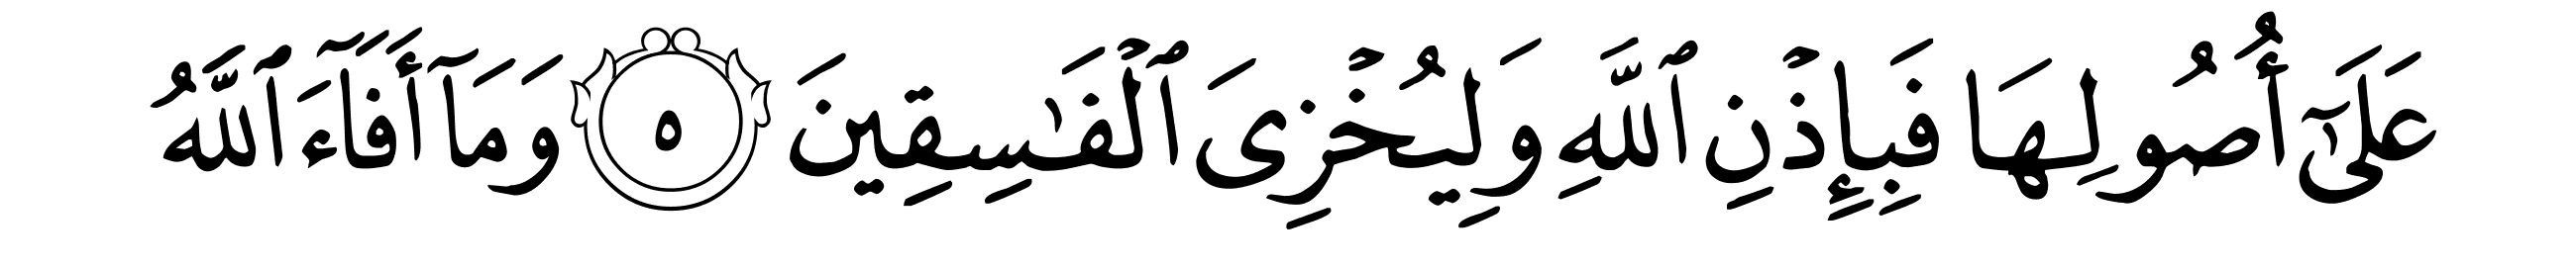 عَلَىٰٓ أُصُولِهَا فَبِإِذْنِ ٱللَّهِ وَلِيُخْزِىَ ٱلْفَٰسِقِينَ ٥ وَمَآ أَفَآءَ ٱللَّهُ